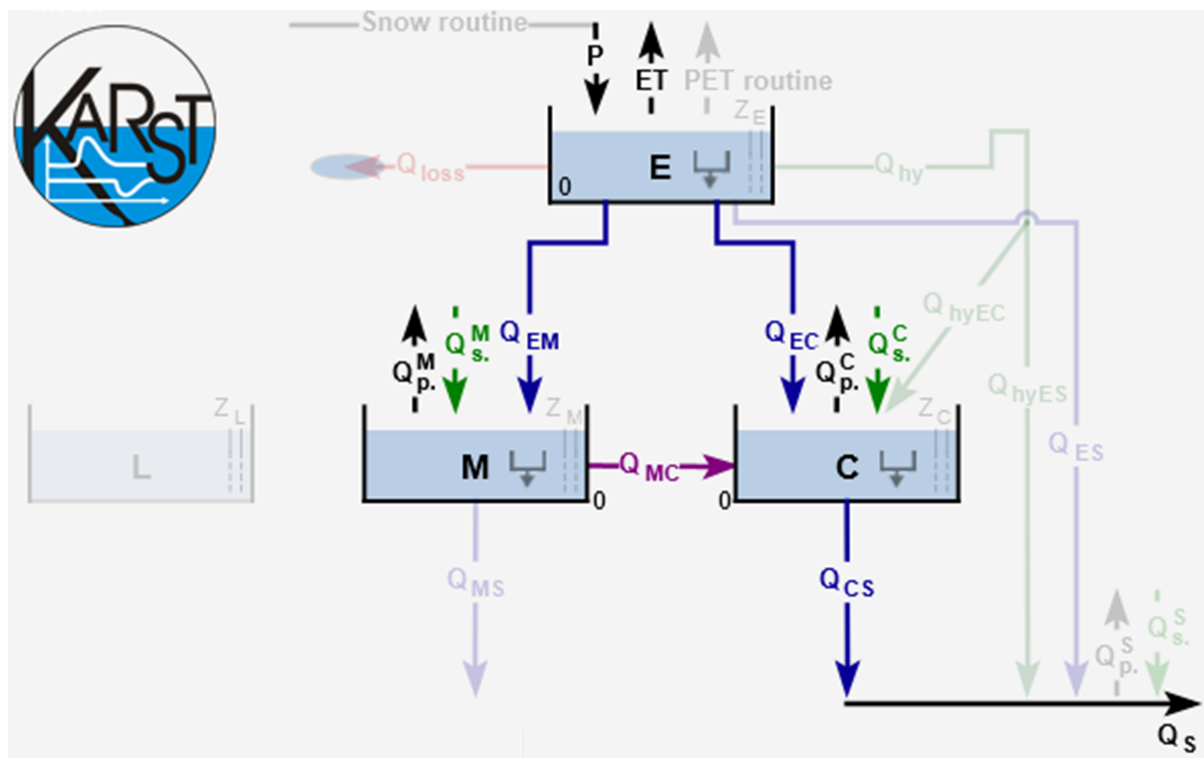 KARST
Snow routine
P
ET
PET routine
Z E
Q loss
E
Q hy
0
Q hyEC
Q M p.
Q M s.
Q EM
Q EC
Q C p.
Q C s.
Q hyES
Z L
Z M
Z C
Q ES
L
M
Q MC
C
0
0
Q MS
Q CS
Q S p.
Q S s.
Q S